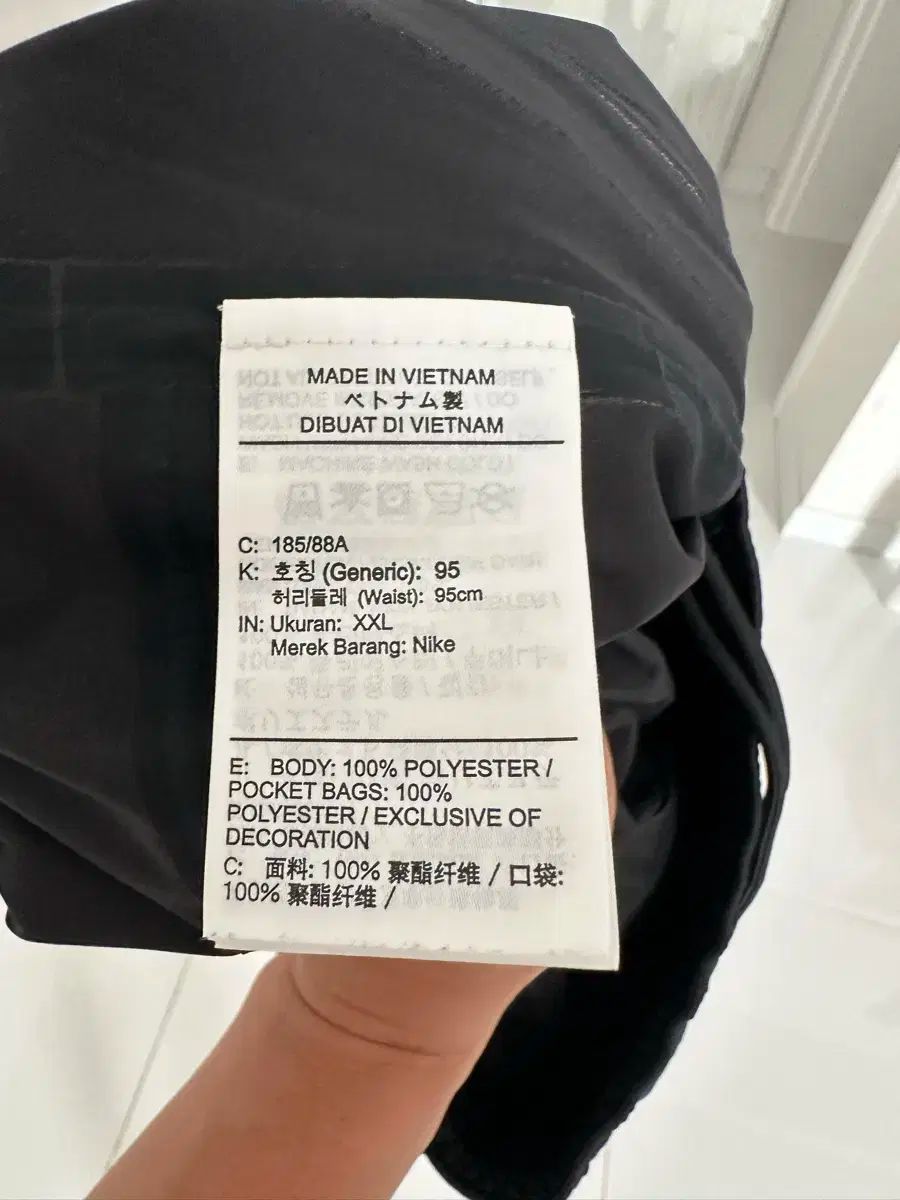 MADE IN VIETNAM
ベトナム製
DIBUAT DI VIETNAM
C: 185/88A
K: 호칭 (Generic): 95
허리둘레 (Waist): 95cm
IN: Ukuran: XXL
Merek Barang: Nike
E: BODY: 100% POLYESTER /
POCKET BAGS: 100%
POLYESTER / EXCLUSIVE OF
DECORATION
C: 面料: 100% 聚酯纤维 / 口袋:
100% 聚酯纤维 /